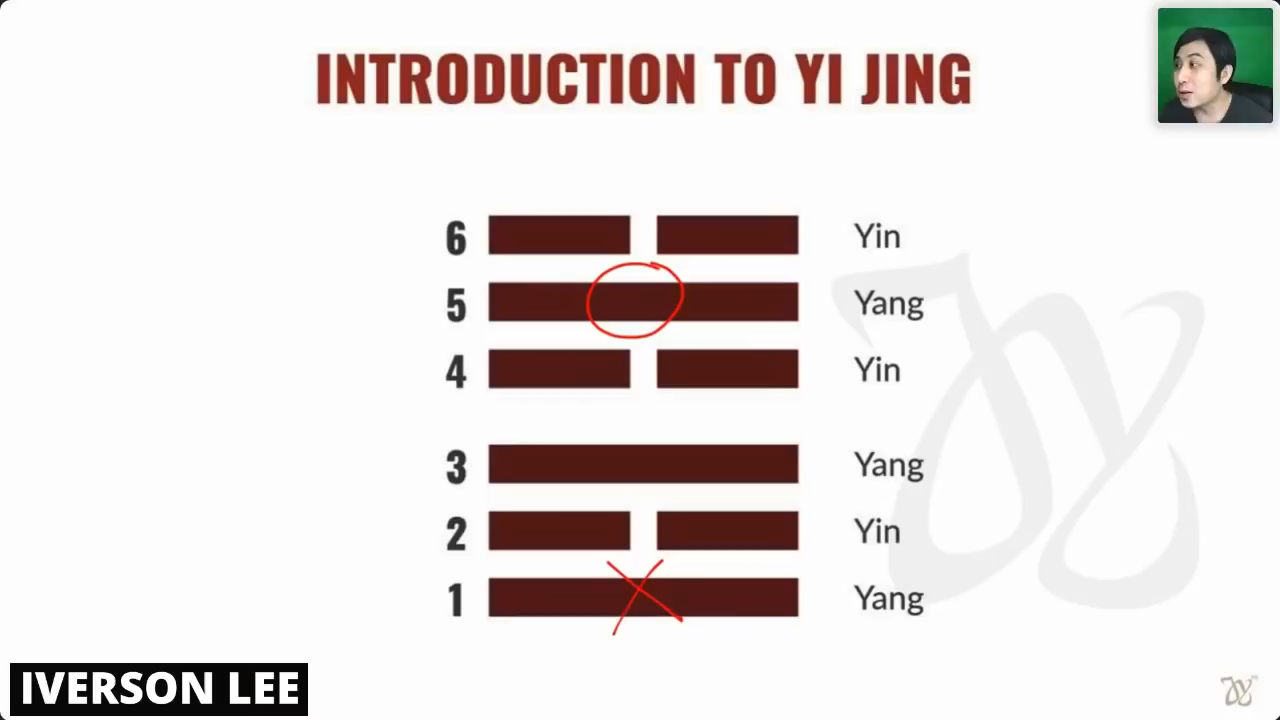 INTRODUCTION TO YI JING
6 Yin
5 Yang
4 Yin
3 Yang
2 Yin
1 Yang
IVERSON LEE